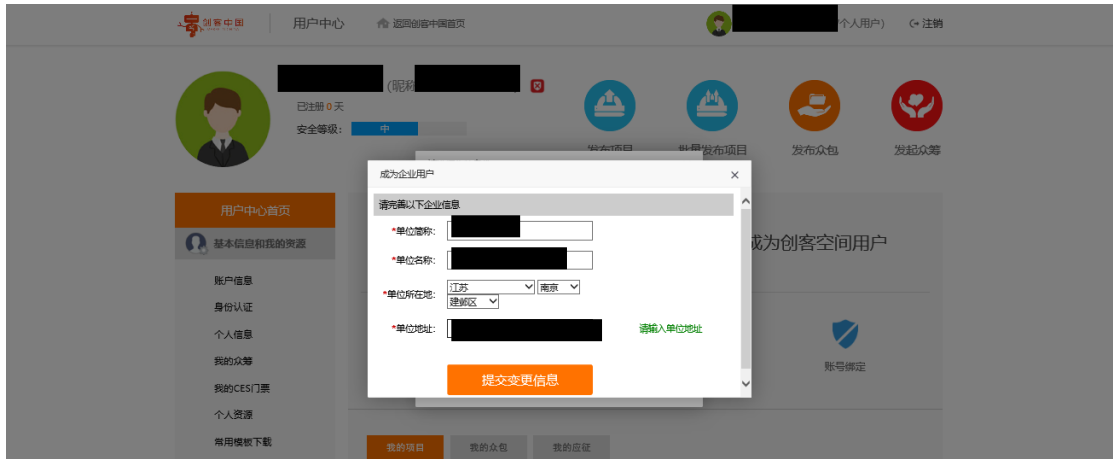 创客中国
用户中心
返回创客中国首页
个人用户)
注销
(昵称
已注册0天
安全等级:
中
发布项目
批量发布项目
发布众包
发起众筹
成为企业用户
请完善以下企业信息
*单位简称:
*单位名称:
*单位所在地:
江苏
南京
建邺区
*单位地址:
请输入单位地址
提交变更信息
用户中心首页
基本信息和我的资源
账户信息
身份认证
个人信息
我的众筹
我的CES门票
个人资源
常用模板下载
成为创客空间用户
账号绑定
我的项目
我的众包
我的应征